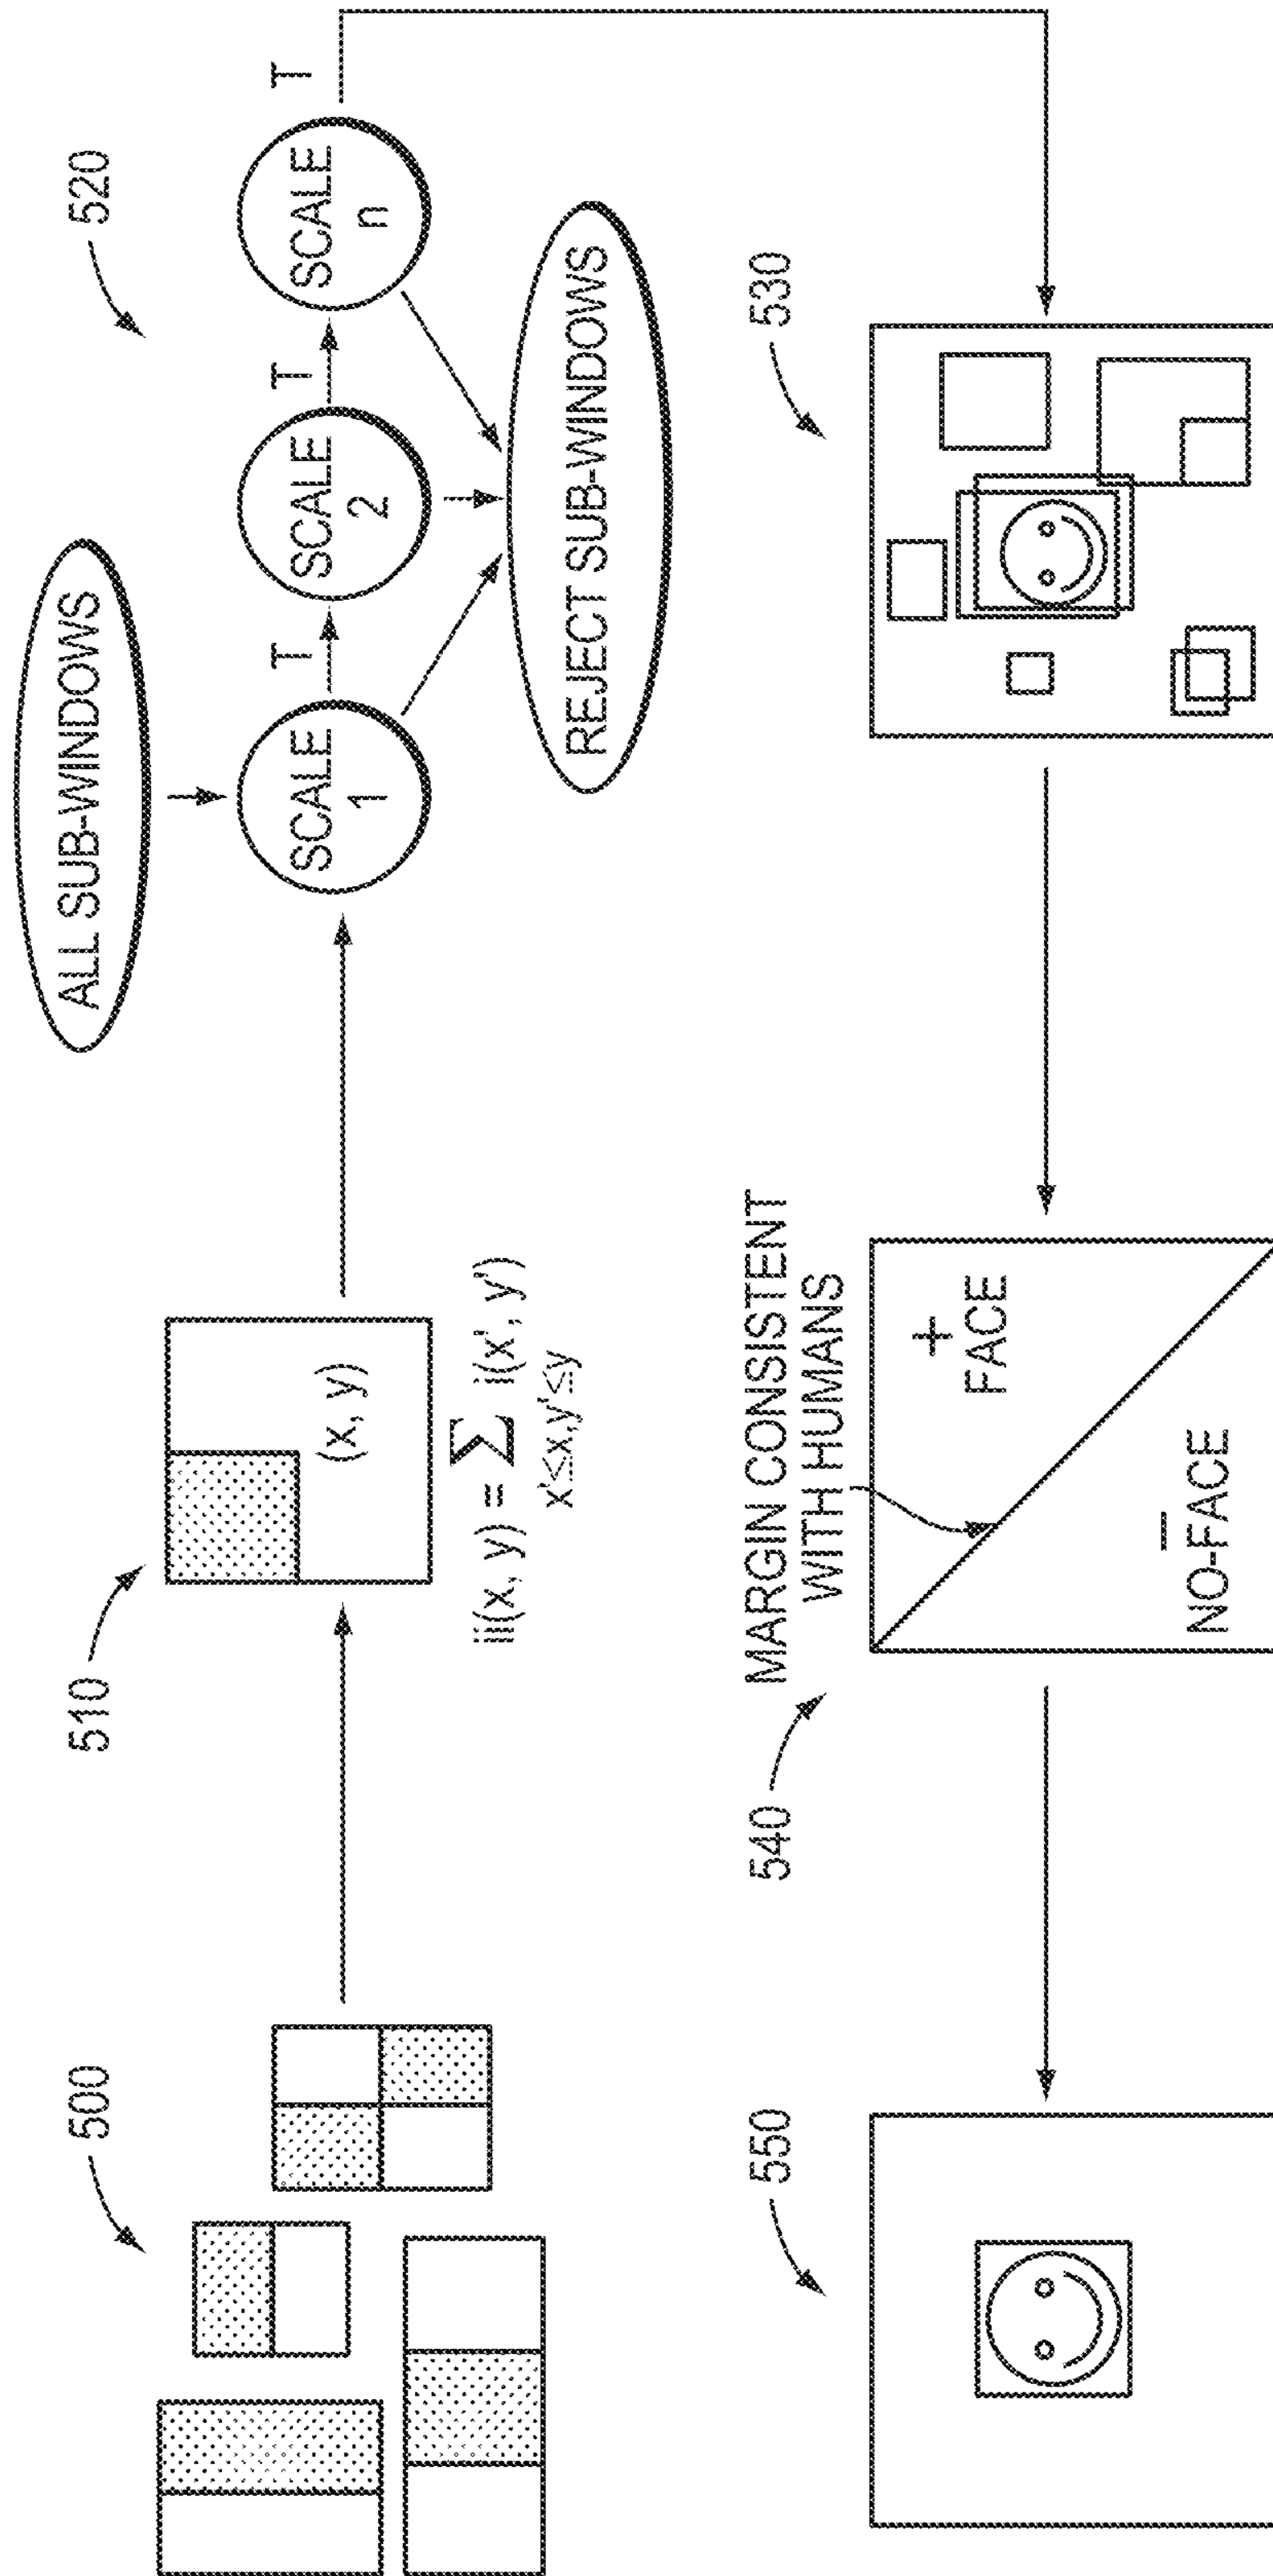 500
510
(x, y)
ii(x, y) = ∑ i(x', y')
x'≤x,y'≤y
520
ALL SUB-WINDOWS
SCALE
1
T
SCALE
2
T
SCALE
n
T
REJECT SUB-WINDOWS
530
540
MARGIN CONSISTENT
WITH HUMANS
+
FACE
–
NO-FACE
550